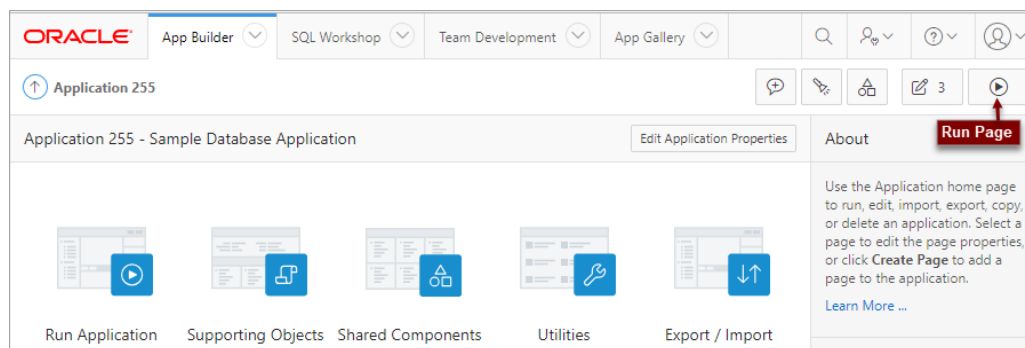 ORACLE App Builder SQL Workshop Team Development App Gallery
Application 255 3
Run Page
Application 255 - Sample Database Application Edit Application Properties About
Use the Application home page
to run, edit, import, export, copy,
or delete an application. Select a
page to edit the page properties,
or click Create Page to add a
page to the application.
Learn More ...
Run Application Supporting Objects Shared Components Utilities Export / Import